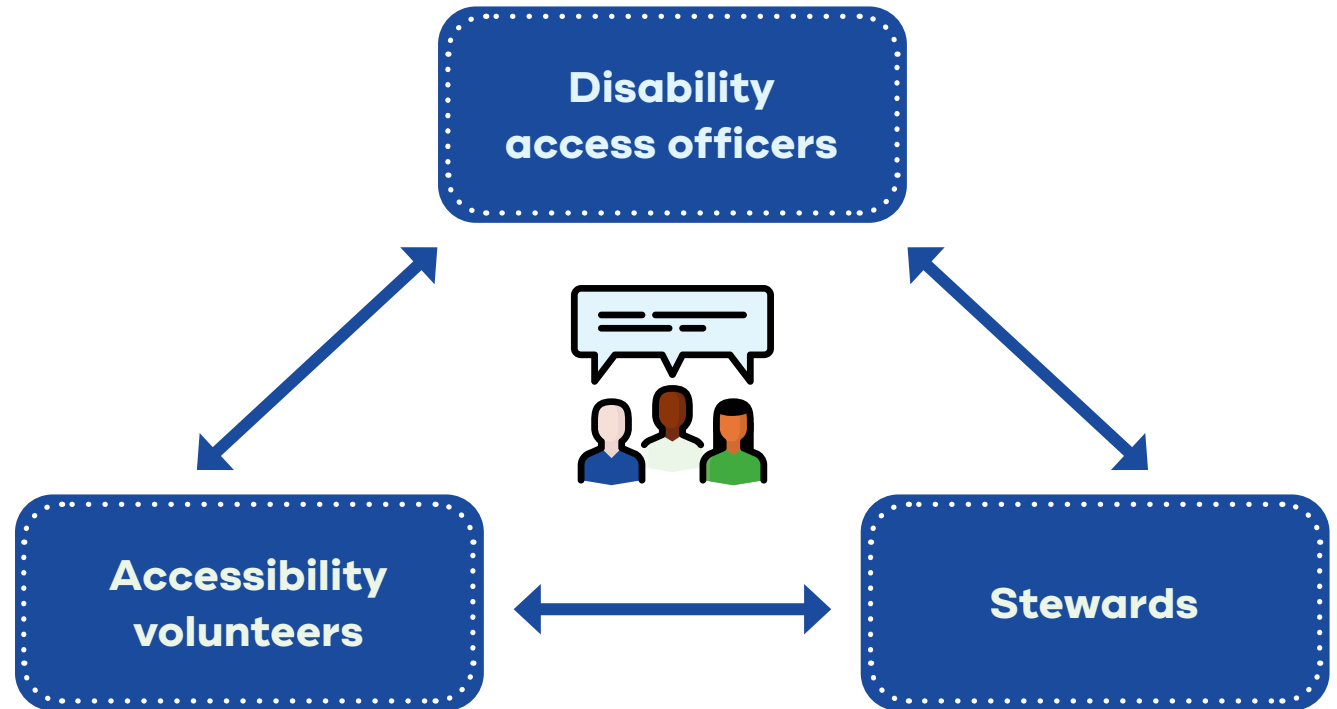 Disability
access officers
Accessibility
volunteers
Stewards